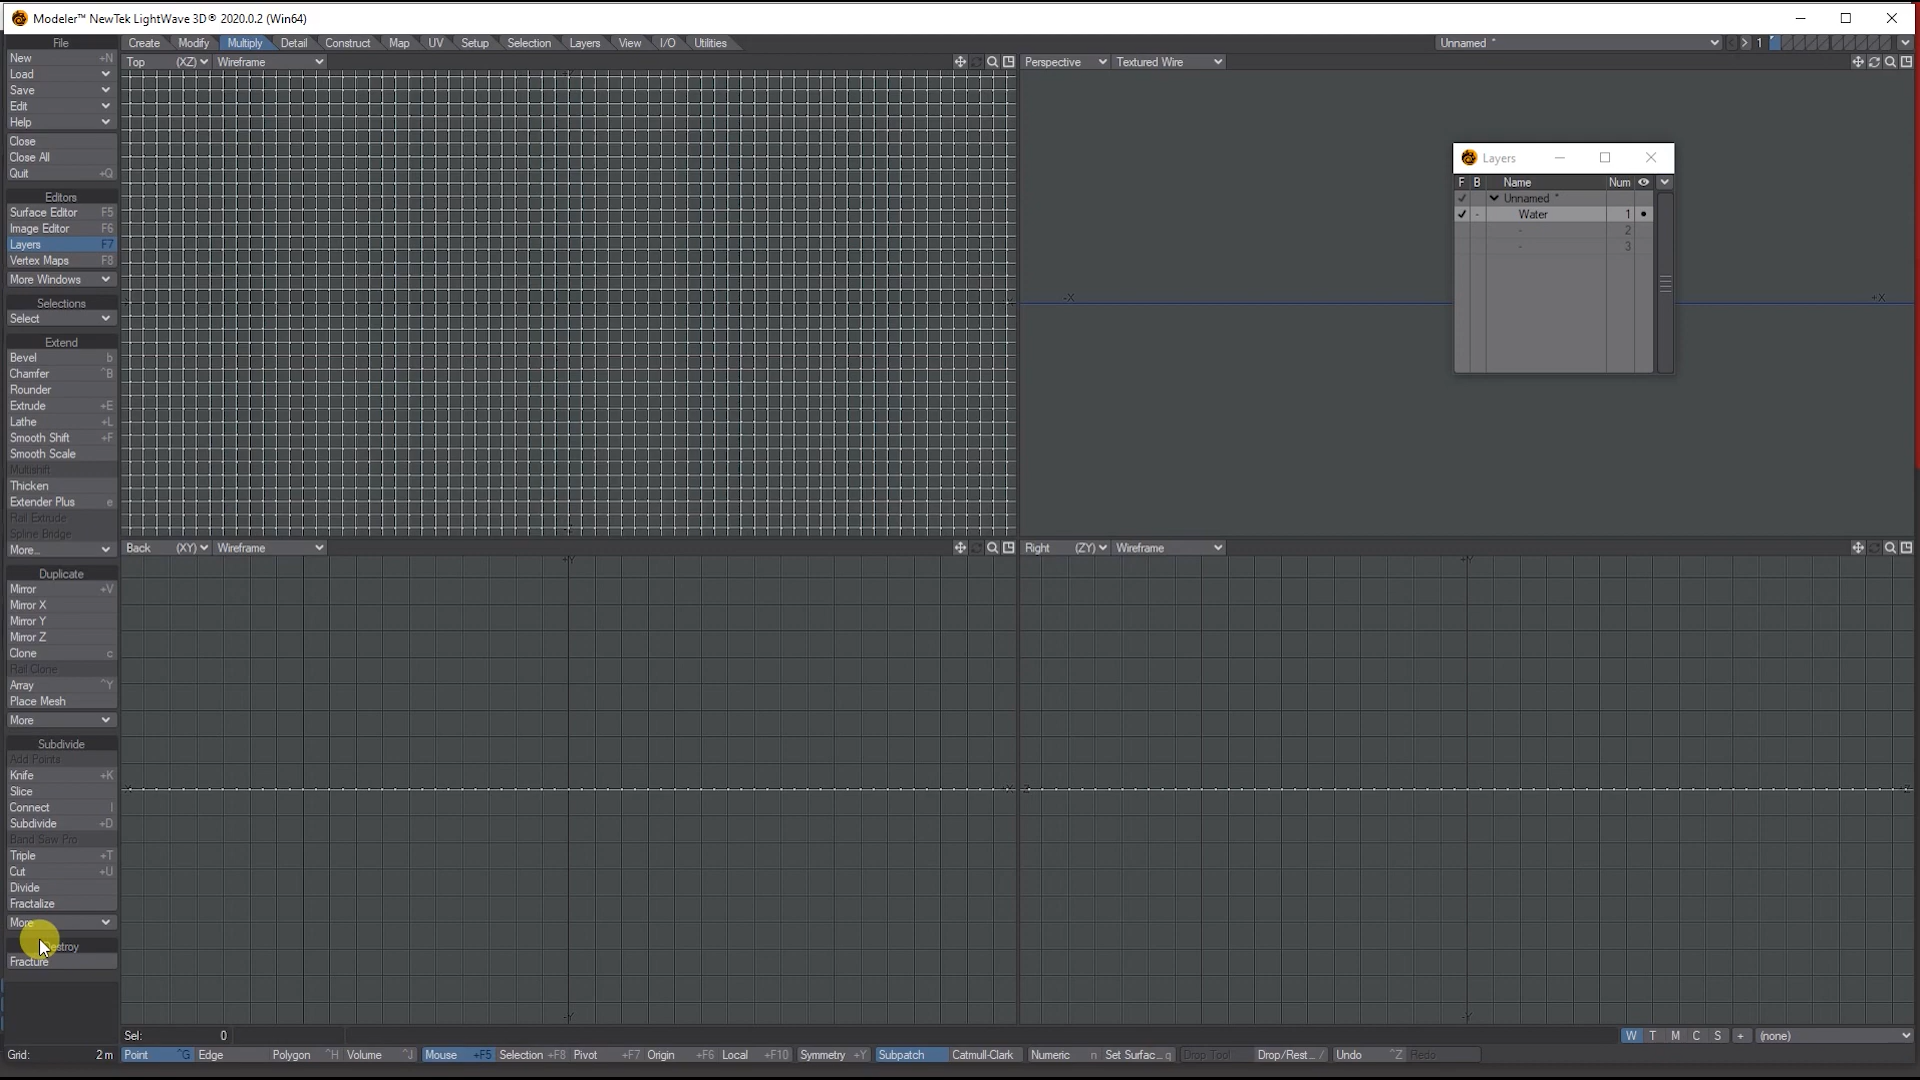 Modeler™ NewTek LightWave 3D® 2020.0.2 (Win64)
File
Create
Modify
Multiply
Detail
Construct
Map
UV
Setup
Selection
Layers
View
I/O
Utilities
Unnamed *
1
New +N
Load
Save
Edit
Help
Close
Close All
Quit +Q
Editors
Surface Editor F5
Image Editor F6
Layers F7
Vertex Maps F8
More Windows
Selections
Select
Extend
Bevel b
Chamfer ^B
Rounder
Extrude +E
Lathe +L
Smooth Shift +F
Smooth Scale
Multishift
Thicken
Extender Plus e
Rail Extrude
Spline Bridge
More...
Duplicate
Mirror +V
Mirror X
Mirror Y
Mirror Z
Clone c
Rail Clone
Array ^Y
Place Mesh
More
Subdivide
Add Points
Knife +K
Slice
Connect l
Subdivide +D
Band Saw Pro
Triple +T
Cut +U
Divide
Fractalize
More
Fracture
Top (XZ) Wireframe
Perspective Textured Wire
-X
+X
Layers
F B Name Num
Unnamed *
Water 1
- 2
- 3
Back (XY) Wireframe
+Y
-Y
Right (ZY) Wireframe
+Y
-Y
Sel: 0
W T M C S + (none)
Grid: 2 m
Point ^G
Edge
Polygon ^H
Volume ^J
Mouse +F5
Selection +F8
Pivot +F7
Origin +F6
Local +F10
Symmetry +Y
Subpatch
Catmull-Clark
Numeric n
Set Surfac... q
Drop Tool
Drop/Rest... /
Undo ^Z
Redo